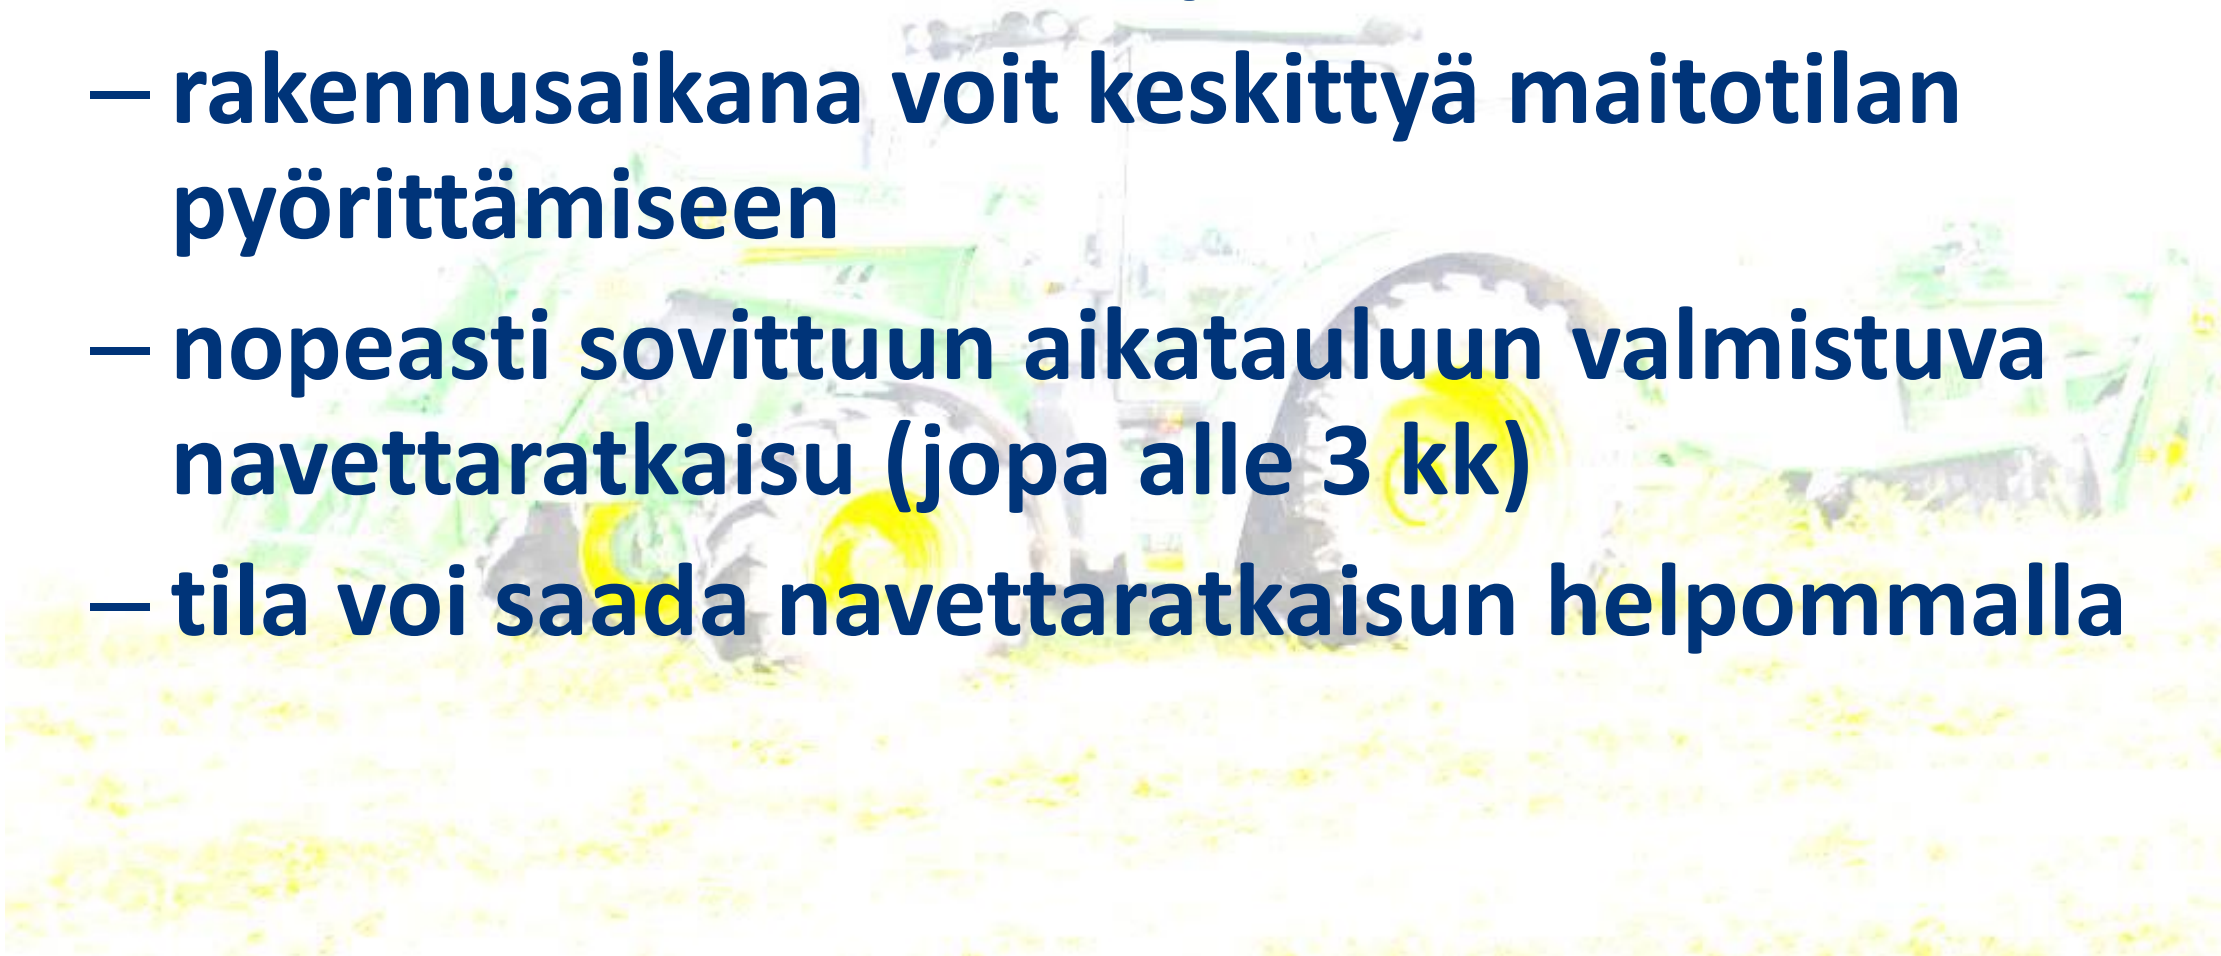 – rakennusaikana voit keskittyä maitotilan
pyörittämiseen
– nopeasti sovittuun aikatauluun valmistuva
navettaratkaisu (jopa alle 3 kk)
– tila voi saada navettaratkaisun helpommalla